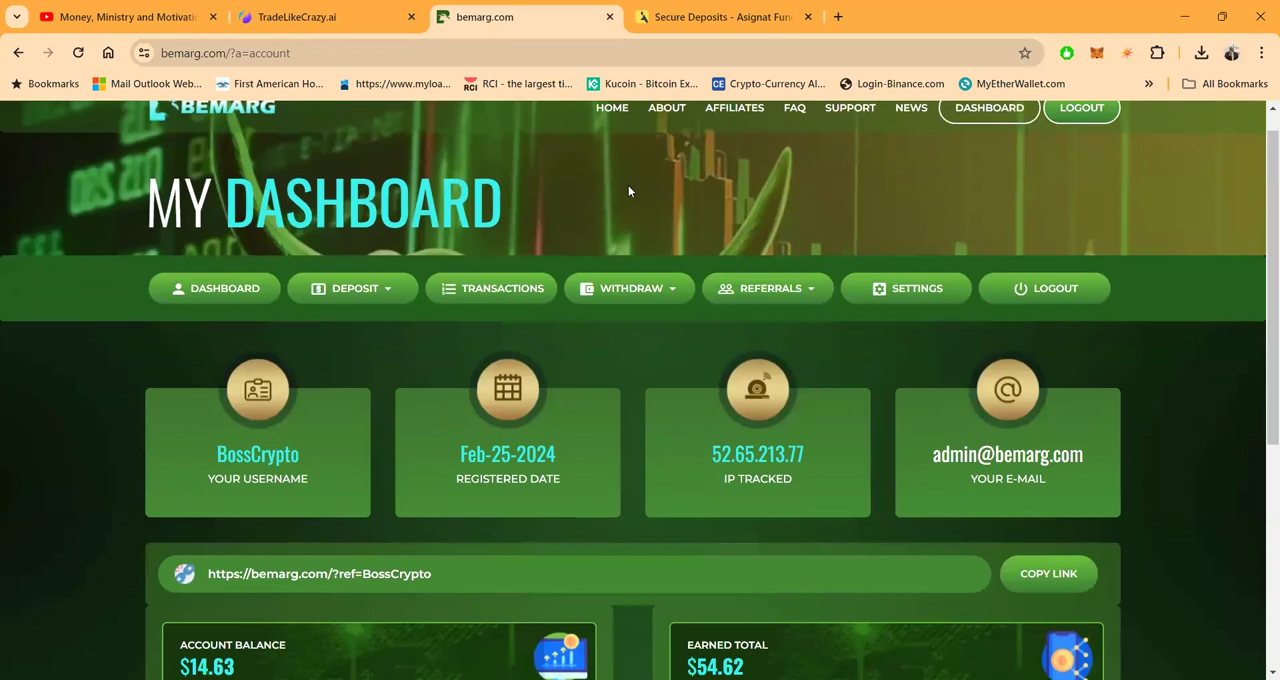 Money, Ministry and Motivati
TradeLikeCrazy.ai
bemarg.com
Secure Deposits - Asignat Fun
bemarg.com/?a=account
Bookmarks
Mail Outlook Web...
First American Ho...
https://www.myloa...
RCI - the largest ti...
Kucoin - Bitcoin Ex...
Crypto-Currency Al...
Login-Binance.com
MyEtherWallet.com
All Bookmarks
BEMARG
HOME
ABOUT
AFFILIATES
FAQ
SUPPORT
NEWS
DASHBOARD
LOGOUT
MY DASHBOARD
DASHBOARD
DEPOSIT
TRANSACTIONS
WITHDRAW
REFERRALS
SETTINGS
LOGOUT
BossCrypto
YOUR USERNAME
Feb-25-2024
REGISTERED DATE
52.65.213.77
IP TRACKED
admin@bemarg.com
YOUR E-MAIL
https://bemarg.com/?ref=BossCrypto
COPY LINK
ACCOUNT BALANCE
$14.63
EARNED TOTAL
$54.62